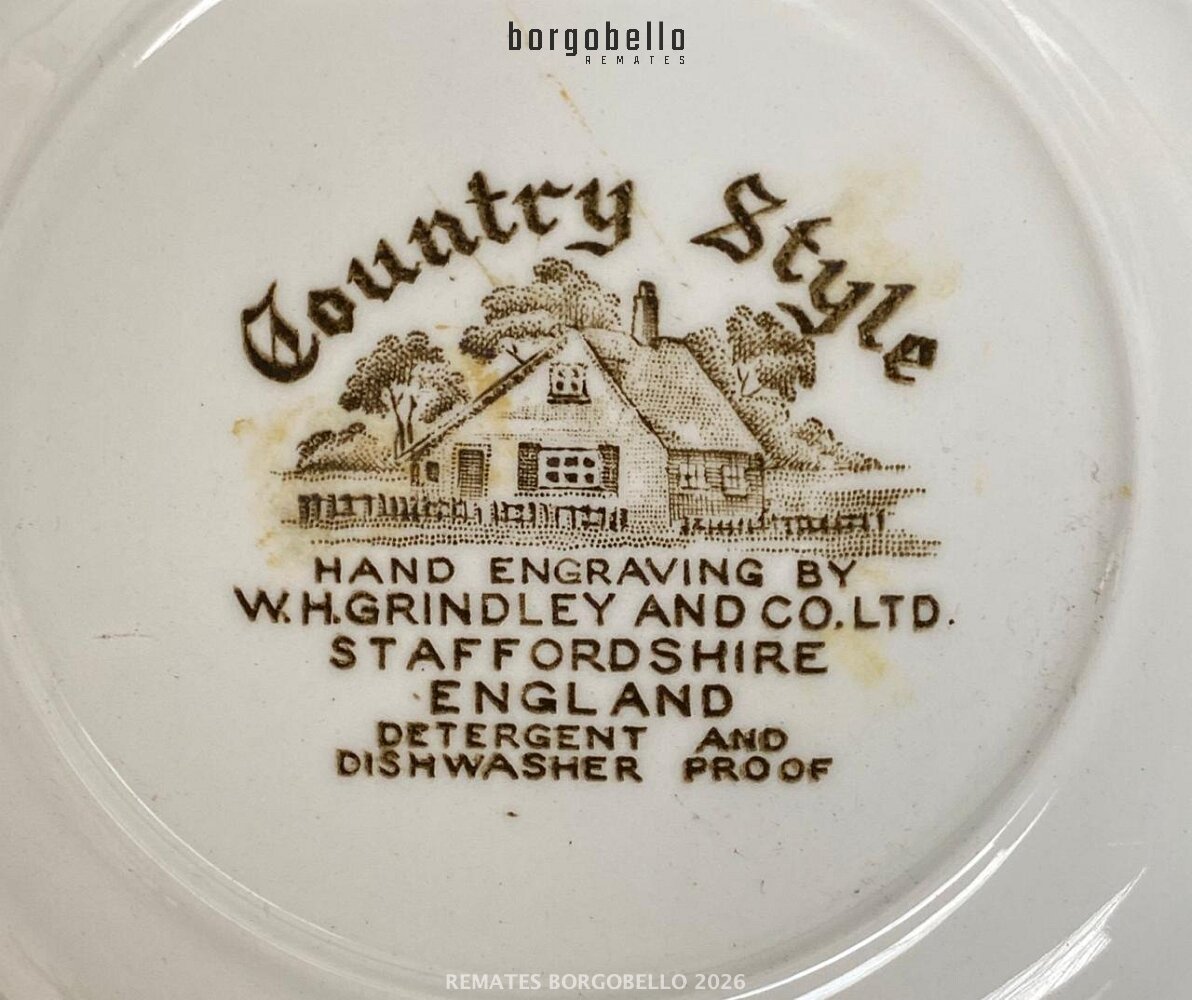 borgobello
REMATES
Country Style
HAND ENGRAVING BY
W.H.GRINDLEY AND CO.LTD.
STAFFORDSHIRE
ENGLAND
DETERGENT AND
DISHWASHER PROOF
REMATES BORGOBELLO 2026